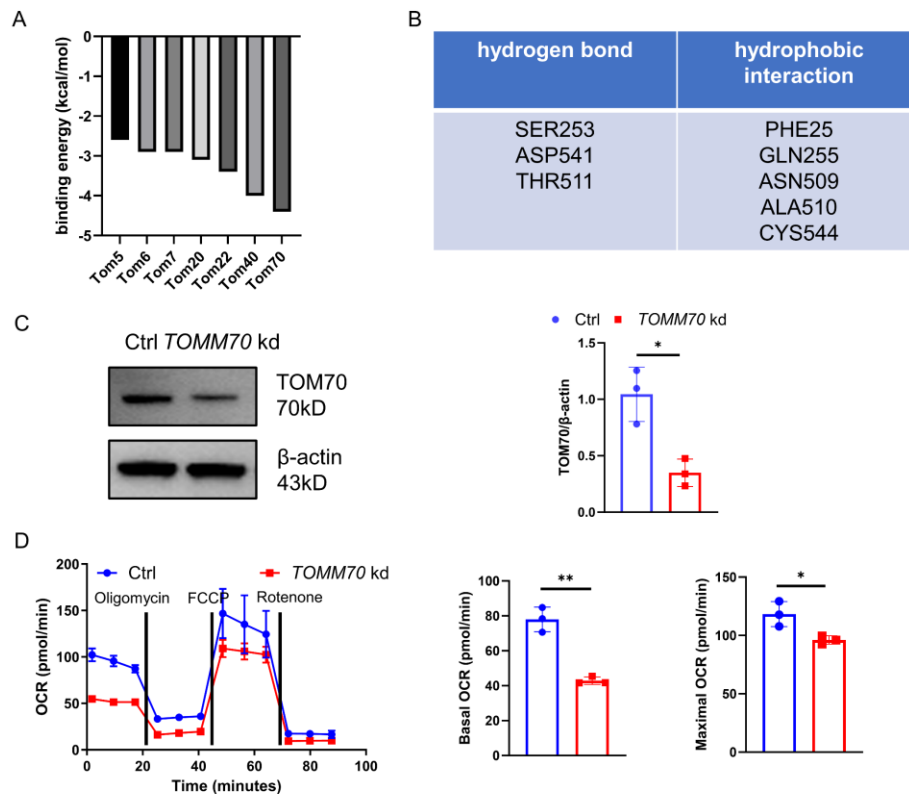 A
binding energy (kcal/mol)
0
-1
-2
-3
-4
-5
Tom5
Tom6
Tom7
Tom20
Tom22
Tom40
Tom70
B
hydrogen bond
hydrophobic
interaction
SER253
ASP541
THR511
PHE25
GLN255
ASN509
ALA510
CYS544
C
Ctrl TOMM70 kd
TOM70
70kD
β-actin
43kD
Ctrl
TOMM70 kd
TOM70/β-actin
1.5
1.0
0.5
0.0
*
D
Ctrl
TOMM70 kd
Oligomycin
FCCP
Rotenone
OCR (pmol/min)
200
150
100
50
0
0
20
40
60
80
100
Time (minutes)
Basal OCR (pmol/min)
80
60
40
20
0
**
Maximal OCR (pmol/min)
150
100
50
0
*